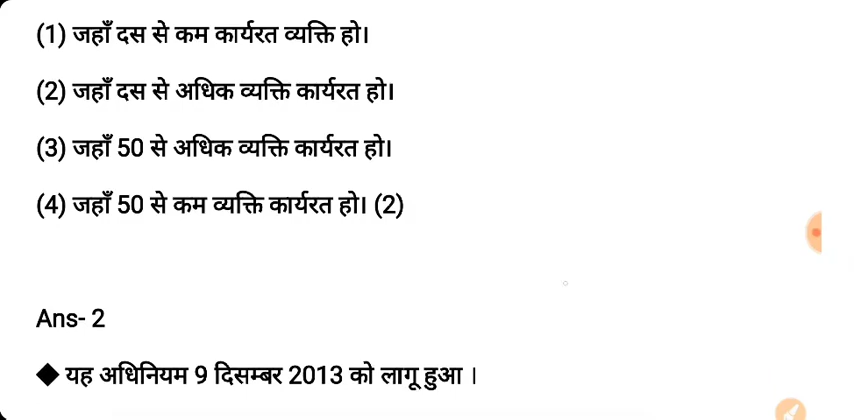 (1) जहाँ दस से कम कार्यरत व्यक्ति हो।
(2) जहाँ दस से अधिक व्यक्ति कार्यरत हो।
(3) जहाँ 50 से अधिक व्यक्ति कार्यरत हो।
(4) जहाँ 50 से कम व्यक्ति कार्यरत हो। (2)
Ans- 2
◆ यह अधिनियम 9 दिसम्बर 2013 को लागू हुआ ।